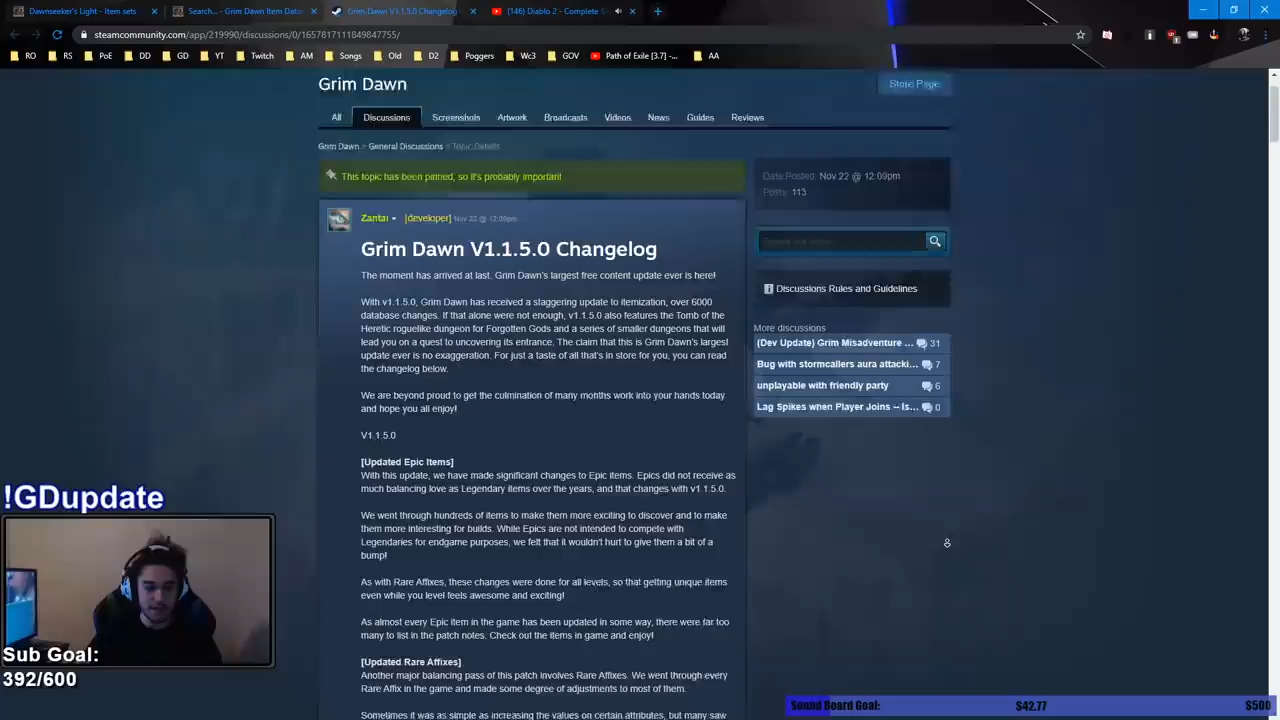 Dawnseeker's Light - Item sets
Search... - Grim Dawn Item Data
Grim Dawn V1.1.5.0 Changelog
(146) Diablo 2 - Complete S
steamcommunity.com/app/219990/discussions/0/1658171111849847755/
RO RS PoE DD GD YT Twitch AM Songs Old D2 Poggers Wc3 GOV Path of Exile [3.7] -... AA
Grim Dawn
Store Page
All Discussions Screenshots Artwork Broadcasts Videos News Guides Reviews
Grim Dawn > General Discussions > Topic Details
This topic has been pinned, so it's probably important
Date Posted: Nov 22 @ 12:09pm
Posts: 113
Discussions Rules and Guidelines
More discussions
(Dev Update) Grim Misadventure ... 31
Bug with stormcallers aura attacki... 7
unplayable with friendly party 6
Lag Spikes when Player Joins -- Is... 0
Zantai [developer] Nov 22 @ 12:09pm
Grim Dawn V1.1.5.0 Changelog
The moment has arrived at last. Grim Dawn's largest free content update ever is here!
With v1.1.5.0, Grim Dawn has received a staggering update to itemization, over 6000
database changes. If that alone were not enough, v1.1.5.0 also features the Tomb of the
Heretic roguelike dungeon for Forgotten Gods and a series of smaller dungeons that will
lead you on a quest to uncovering its entrance. The claim that this is Grim Dawn's largest
update ever is no exaggeration. For just a taste of all that's in store for you, you can read
the changelog below.
We are beyond proud to get the culmination of many months work into your hands today
and hope you all enjoy!
V1.1.5.0
[Updated Epic Items]
With this update, we have made significant changes to Epic items. Epics did not receive as
much balancing love as Legendary items over the years, and that changes with v1.1.5.0.
We went through hundreds of items to make them more exciting to discover and to make
them more interesting for builds. While Epics are not intended to compete with
Legendaries for endgame purposes, we felt that it wouldn't hurt to give them a bit of a
bump!
As with Rare Affixes, these changes were done for all levels, so that getting unique items
even while you level feels awesome and exciting!
As almost every Epic item in the game has been updated in some way, there were far too
many to list in the patch notes. Check out the items in game and enjoy!
[Updated Rare Affixes]
Another major balancing pass of this patch involves Rare Affixes. We went through every
Rare Affix in the game and made some degree of adjustments to most of them.
Sometimes it was as simple as increasing the values on certain attributes, but many saw
!GDupdate
Sub Goal:
392/600
Sound Board Goal: $42.77 $500